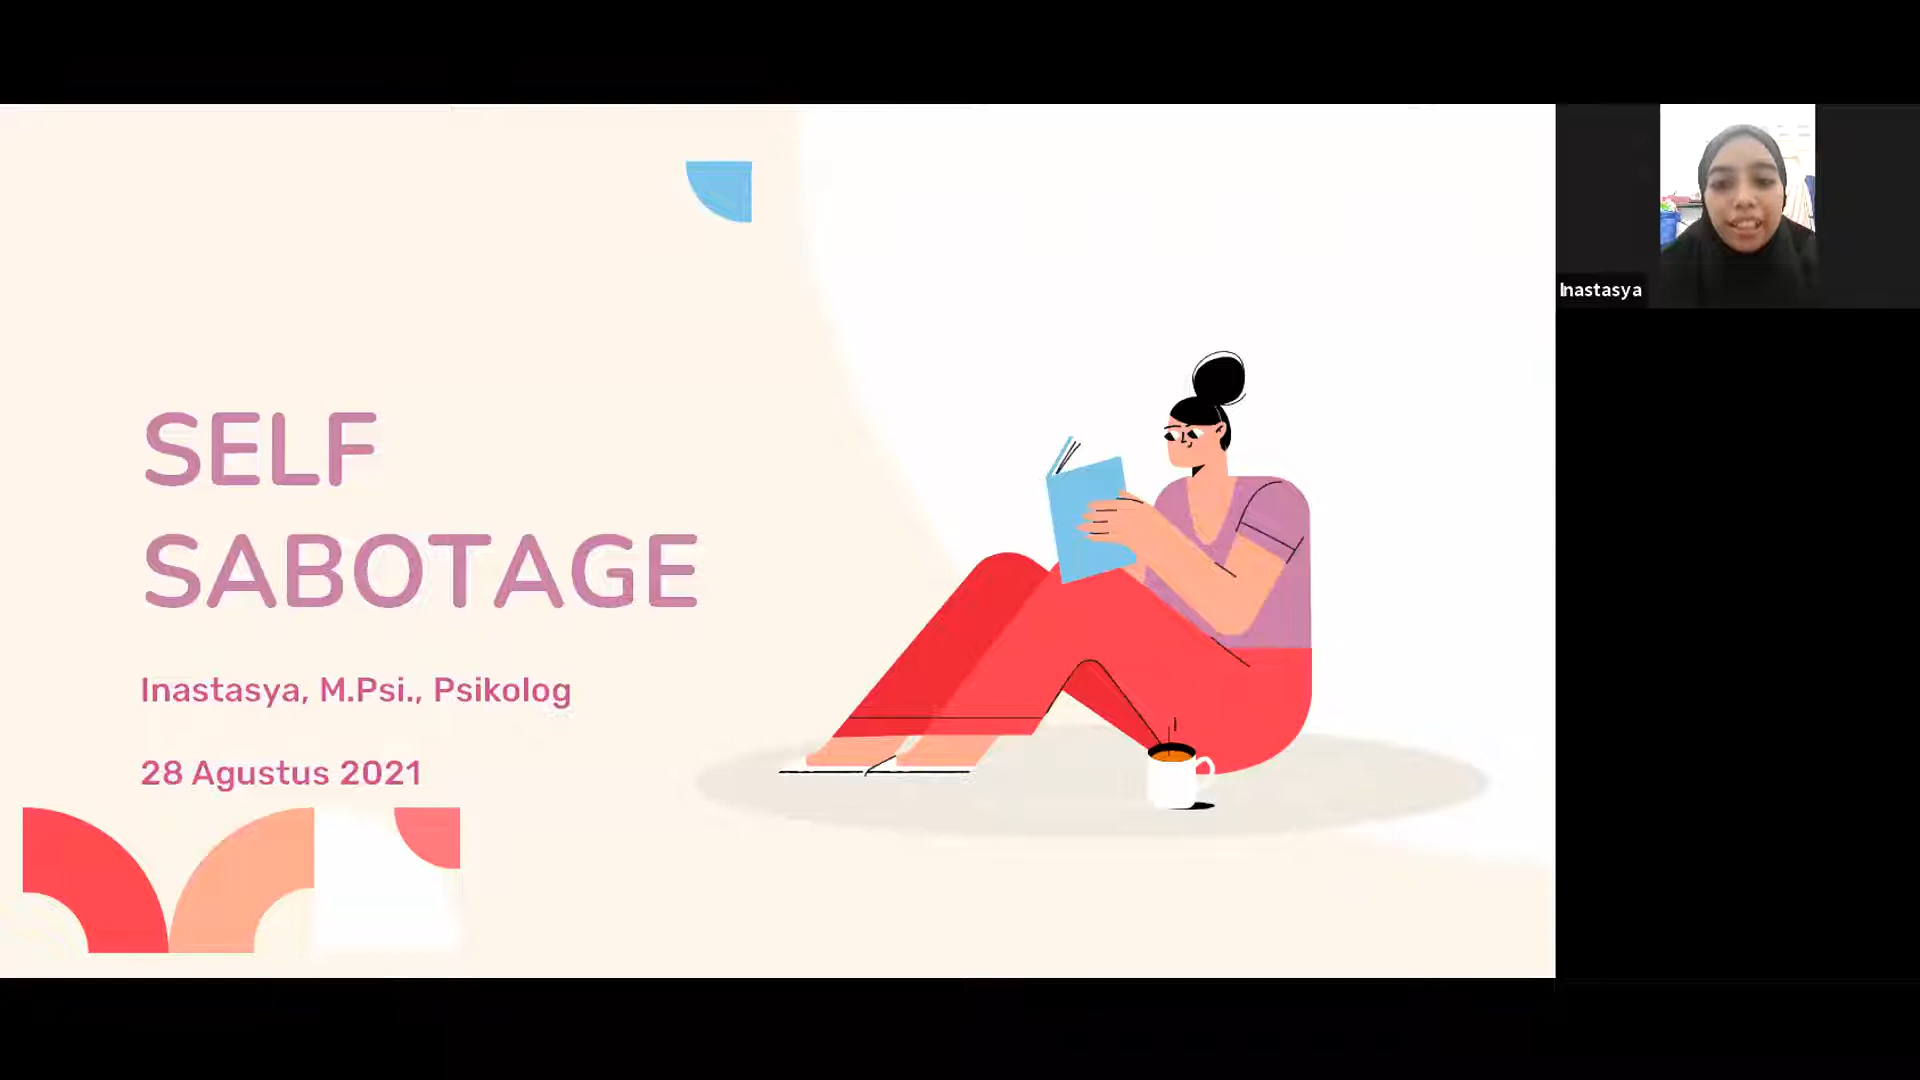 SELF
SABOTAGE
Inastasya, M.Psi., Psikolog
28 Agustus 2021
Inastasya